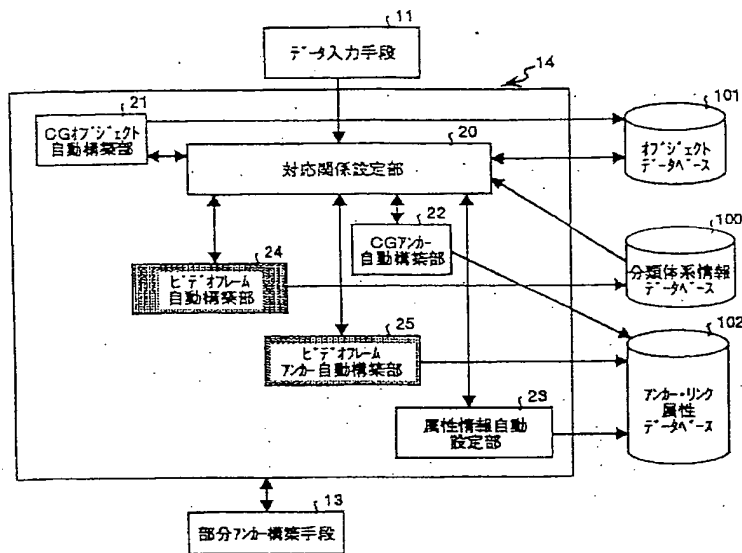 11
データ入力手段
14
21
CGオブジェクト
自動構築部
20
対応関係設定部
101
オブジェクト
データベース
22
CGアンカー
自動構築部
100
分類体系情報
データベース
24
ビデオフレーム
自動構築部
25
ビデオフレーム
アンカー自動構築部
102
アンカー・リンク
属性
データベース
23
属性情報自動
設定部
13
部分アンカー構築手段